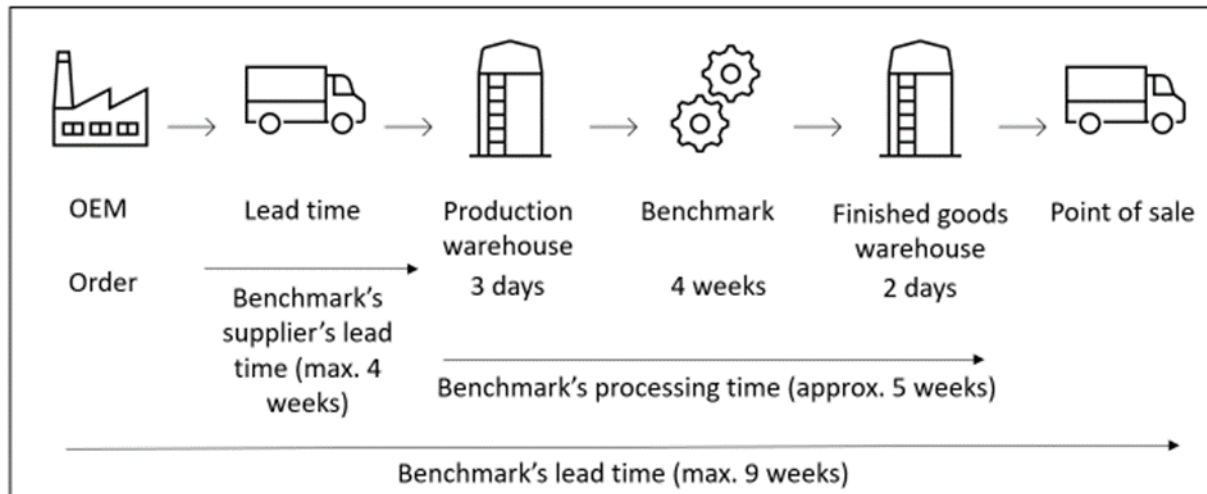 OEM
Lead time
Production
warehouse
Benchmark
Finished goods
warehouse
Point of sale
Order
3 days
4 weeks
2 days
Benchmark's
supplier's lead
time (max. 4
weeks)
Benchmark's processing time (approx. 5 weeks)
Benchmark's lead time (max. 9 weeks)